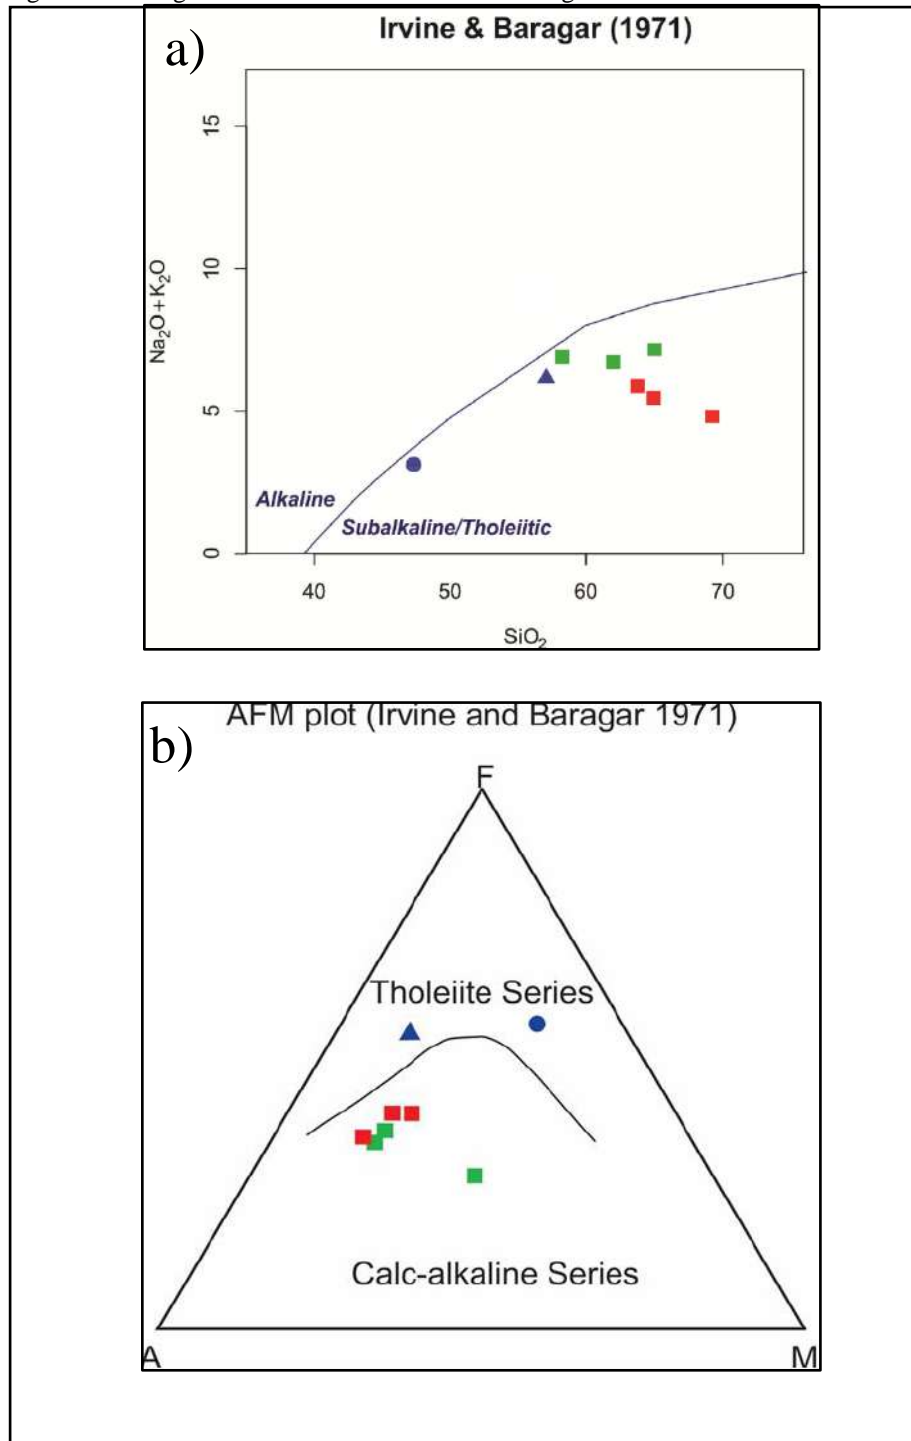 Irvine & Baragar (1971)
a)
15
10
5
0
Na₂O+K₂O
Alkaline
Subalkaline/Tholeiitic
40 50 60 70
SiO₂
AFM plot (Irvine and Baragar 1971)
b)
F
Tholeiite Series
Calc-alkaline Series
A M